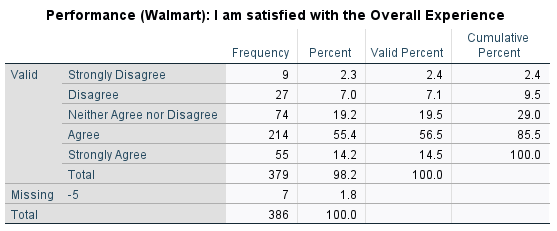 Performance (Walmart): I am satisfied with the Overall Experience
Frequency Percent Valid Percent Cumulative Percent
Valid Strongly Disagree 9 2.3 2.4 2.4
Disagree 27 7.0 7.1 9.5
Neither Agree nor Disagree 74 19.2 19.5 29.0
Agree 214 55.4 56.5 85.5
Strongly Agree 55 14.2 14.5 100.0
Total 379 98.2 100.0
Missing -5 7 1.8
Total 386 100.0